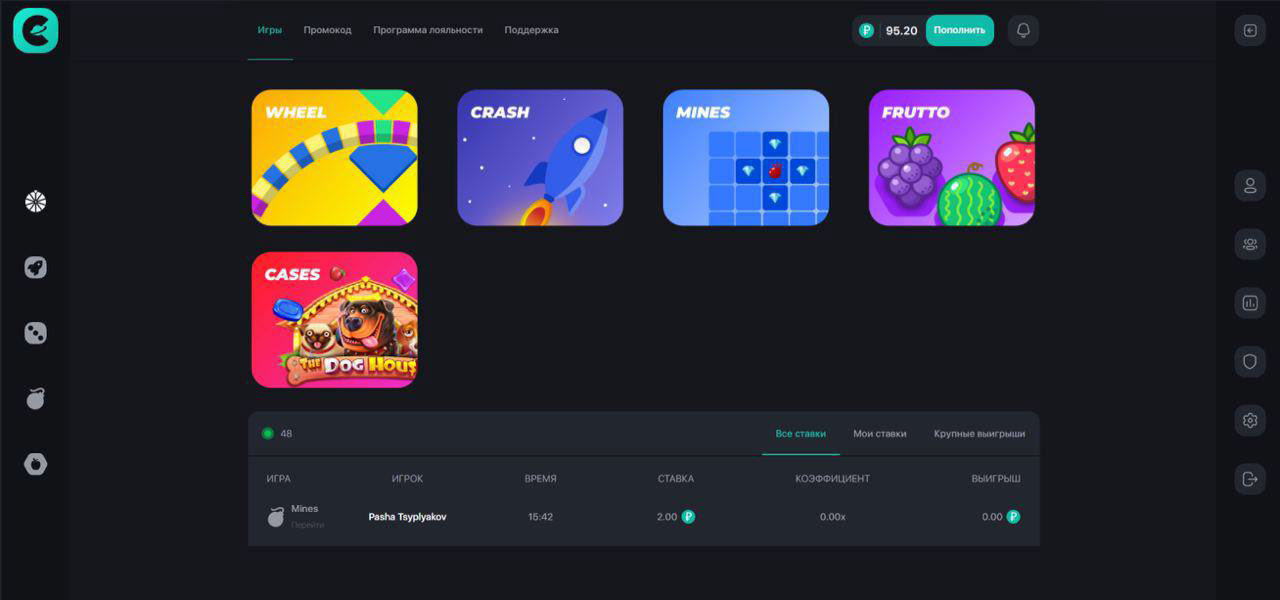 Игры Промокод Программа лояльности Поддержка
₽ 95.20 Пополнить
WHEEL CRASH MINES FRUTTO
CASES
THE DOG HOUS
48 Все ставки Мои ставки Крупные выигрыши
ИГРА ИГРОК ВРЕМЯ СТАВКА КОЭФФИЦИЕНТ ВЫИГРЫШ
Mines
Pasha Tsyplyakov 15:42 2.00 ₽ 0.00x 0.00 ₽
Перейти